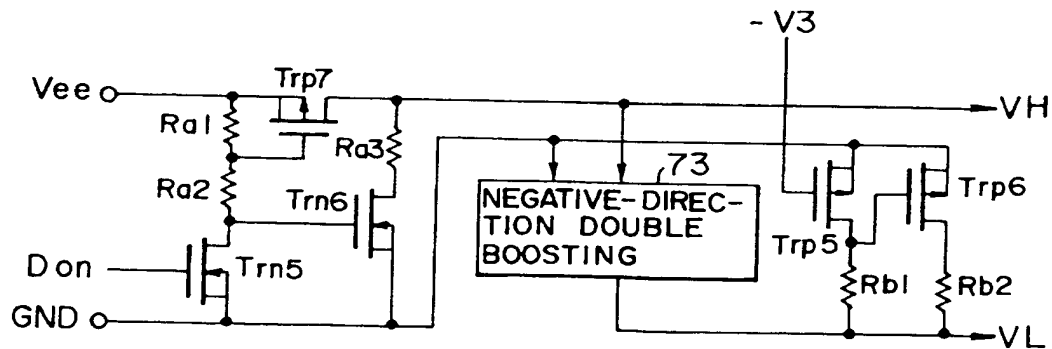 - V3
Trp7
Vee
VH
Ra1
Ra3
73
Ra2
Trn6
NEGATIVE-DIREC-
TION DOUBLE
BOOSTING
Trp6
Trp5
Don
Trn5
Rb1
Rb2
GND
VL